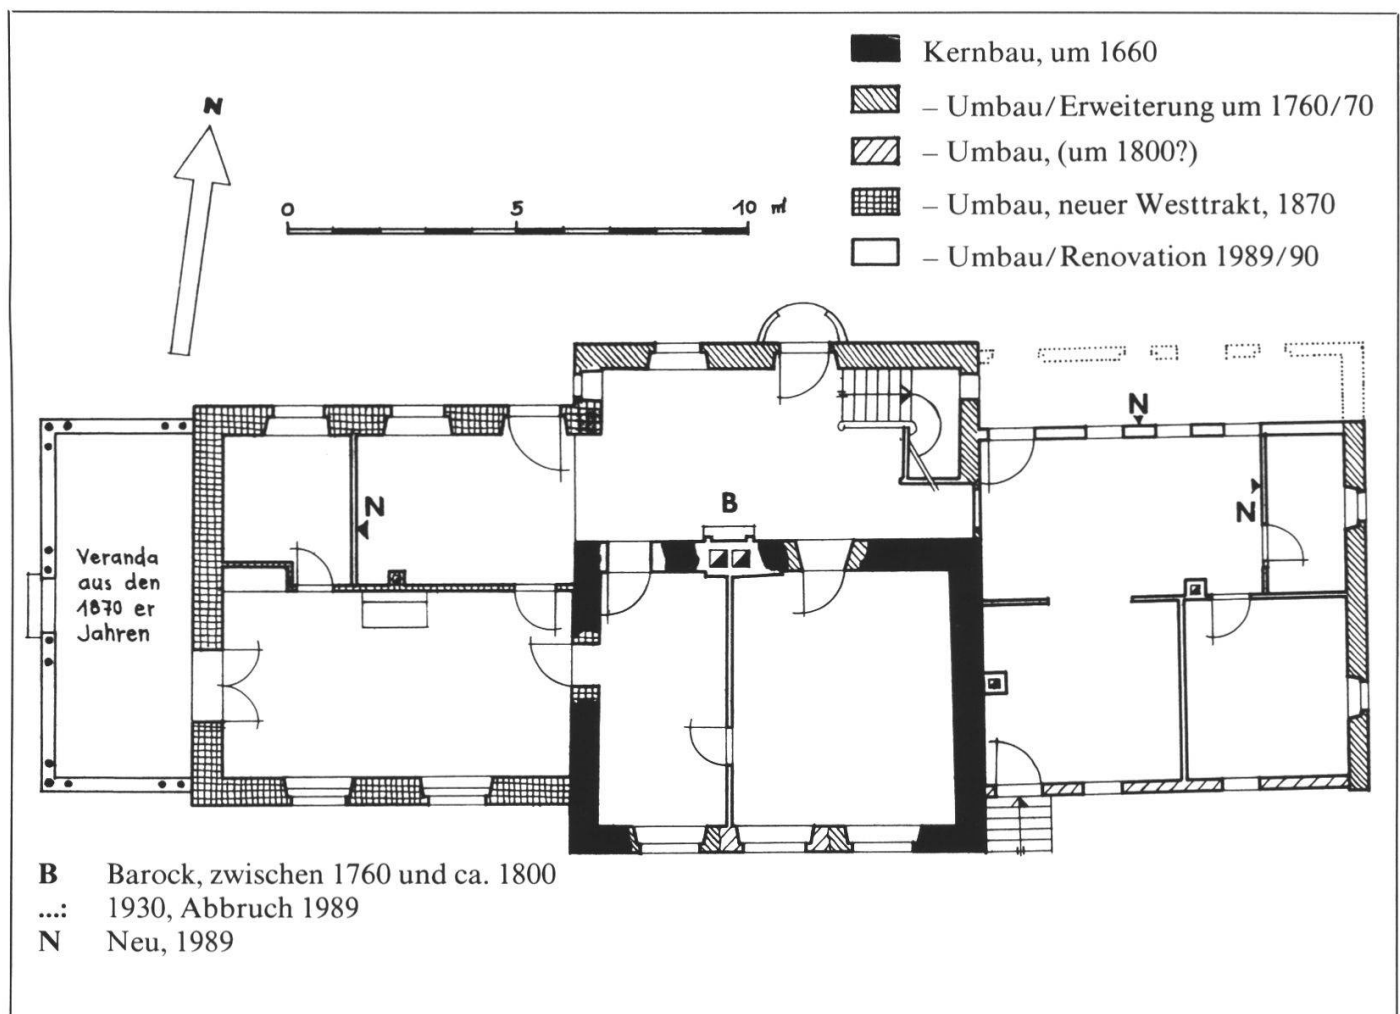 Kernbau, um 1660
– Umbau/Erweiterung um 1760/70
– Umbau, (um 1800?)
– Umbau, neuer Westtrakt, 1870
– Umbau/Renovation 1989/90
N
0 5 10 m'
N
N
B
N
Veranda
aus den
1870 er
Jahren
B Barock, zwischen 1760 und ca. 1800
...: 1930, Abbruch 1989
N Neu, 1989